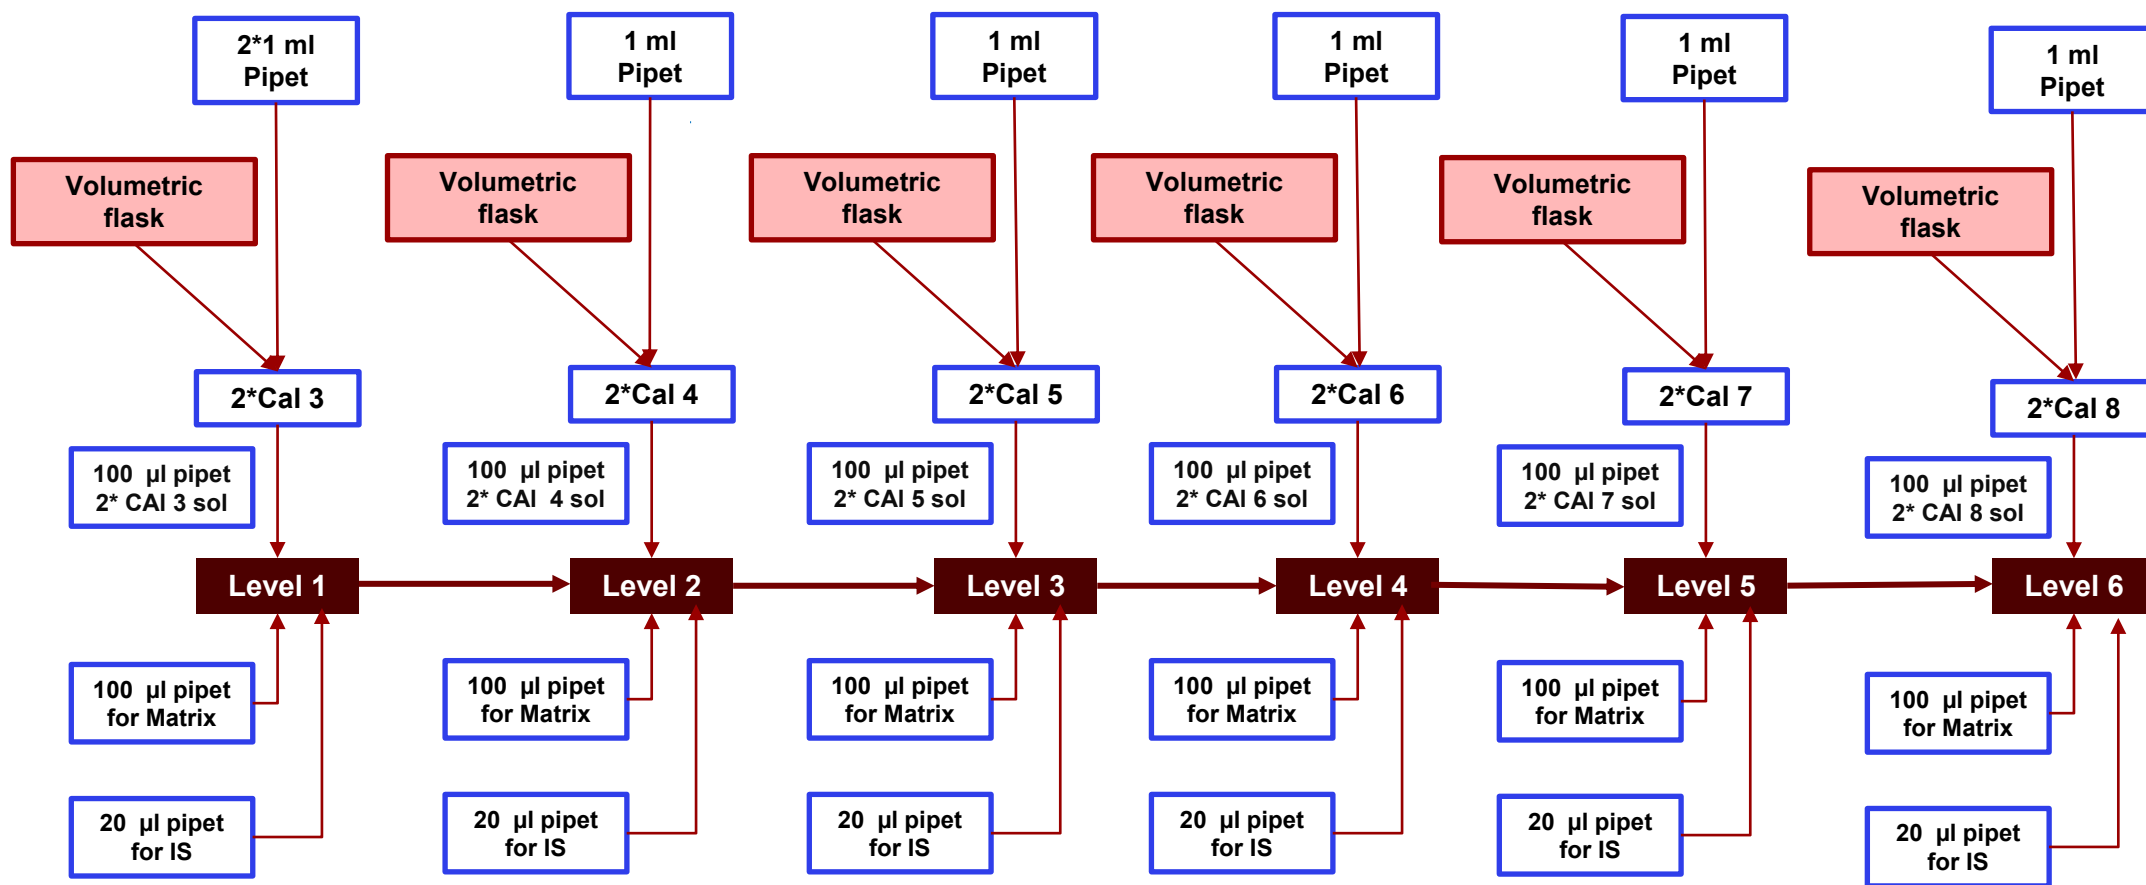 2*1 ml
Pipet
1 ml
Pipet
1 ml
Pipet
1 ml
Pipet
1 ml
Pipet
1 ml
Pipet
Volumetric
flask
Volumetric
flask
Volumetric
flask
Volumetric
flask
Volumetric
flask
Volumetric
flask
2*Cal 3
2*Cal 4
2*Cal 5
2*Cal 6
2*Cal 7
2*Cal 8
100 µl pipet
2* CAl 3 sol
100 µl pipet
2* CAl 4 sol
100 µl pipet
2* CAl 5 sol
100 µl pipet
2* CAl 6 sol
100 µl pipet
2* CAl 7 sol
100 µl pipet
2* CAl 8 sol
Level 1
Level 2
Level 3
Level 4
Level 5
Level 6
100 µl pipet
for Matrix
100 µl pipet
for Matrix
100 µl pipet
for Matrix
100 µl pipet
for Matrix
100 µl pipet
for Matrix
100 µl pipet
for Matrix
20 µl pipet
for IS
20 µl pipet
for IS
20 µl pipet
for IS
20 µl pipet
for IS
20 µl pipet
for IS
20 µl pipet
for IS